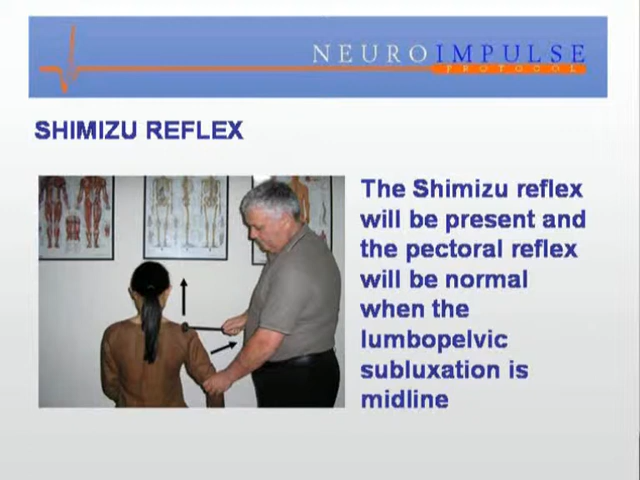 NEUROIMPULSE
PROTOCOL
SHIMIZU REFLEX
The Shimizu reflex
will be present and
the pectoral reflex
will be normal
when the
lumbopelvic
subluxation is
midline